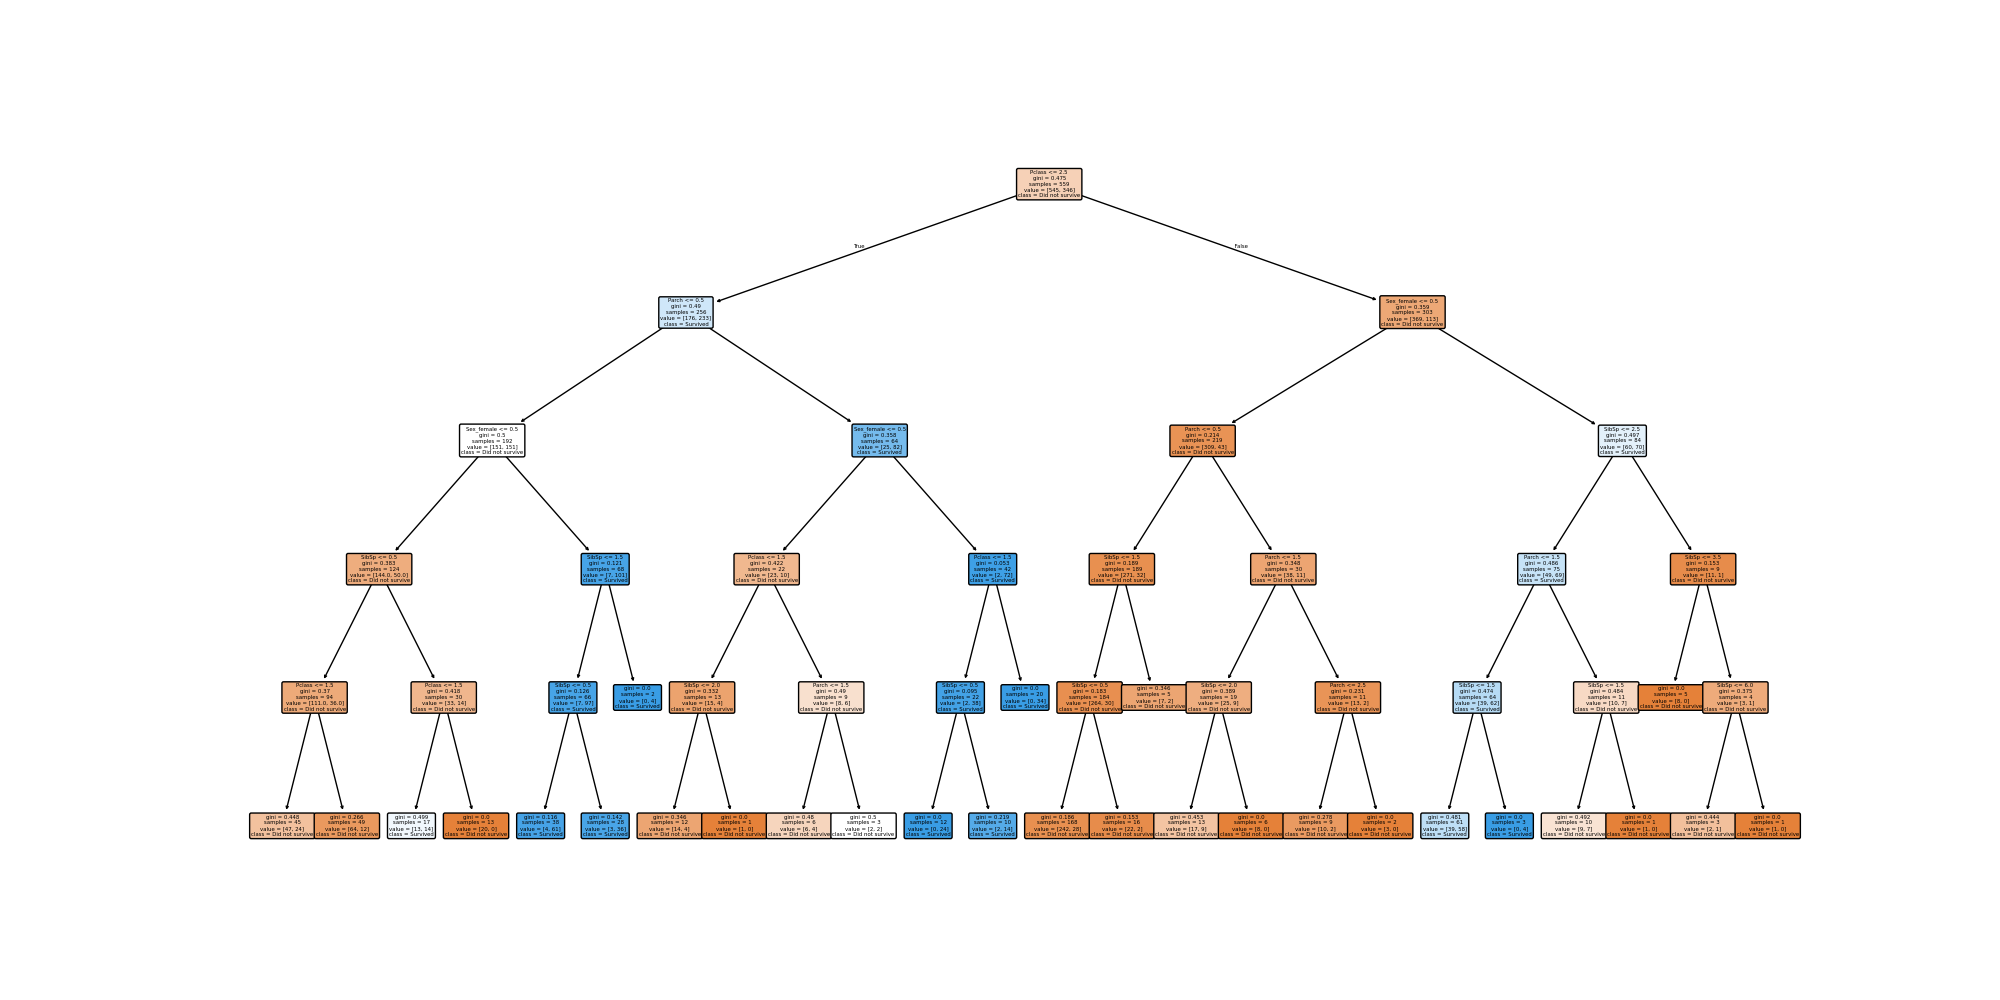 Pclass <= 2.5
gini = 0.475
samples = 559
value = [545, 346]
class = Did not survive
True
False
Parch <= 0.5
gini = 0.49
samples = 256
value = [176, 233]
class = Survived
Sex_female <= 0.5
gini = 0.359
samples = 303
value = [369, 113]
class = Did not survive
Sex_female <= 0.5
gini = 0.5
samples = 192
value = [151, 151]
class = Did not survive
Sex_female <= 0.5
gini = 0.358
samples = 64
value = [25, 82]
class = Survived
Parch <= 0.5
gini = 0.214
samples = 219
value = [309, 43]
class = Did not survive
SibSp <= 2.5
gini = 0.497
samples = 84
value = [60, 70]
class = Survived
SibSp <= 0.5
gini = 0.383
samples = 124
value = [144.0, 50.0]
class = Did not survive
SibSp <= 1.5
gini = 0.121
samples = 68
value = [7, 101]
class = Survived
Pclass <= 1.5
gini = 0.422
samples = 22
value = [23, 10]
class = Did not survive
Pclass <= 1.5
gini = 0.053
samples = 42
value = [2, 72]
class = Survived
SibSp <= 1.5
gini = 0.189
samples = 189
value = [271, 32]
class = Did not survive
Parch <= 1.5
gini = 0.348
samples = 30
value = [38, 11]
class = Did not survive
Parch <= 1.5
gini = 0.486
samples = 75
value = [49, 69]
class = Survived
SibSp <= 3.5
gini = 0.153
samples = 9
value = [11, 1]
class = Did not survive
Pclass <= 1.5
gini = 0.37
samples = 94
value = [111.0, 36.0]
class = Did not survive
Pclass <= 1.5
gini = 0.418
samples = 30
value = [33, 14]
class = Did not survive
SibSp <= 0.5
gini = 0.126
samples = 66
value = [7, 97]
class = Survived
gini = 0.0
samples = 2
value = [0, 4]
class = Survived
SibSp <= 2.0
gini = 0.332
samples = 13
value = [15, 4]
class = Did not survive
Parch <= 1.5
gini = 0.49
samples = 9
value = [8, 6]
class = Did not survive
SibSp <= 0.5
gini = 0.095
samples = 22
value = [2, 38]
class = Survived
gini = 0.0
samples = 20
value = [0, 34]
class = Survived
SibSp <= 0.5
gini = 0.183
samples = 184
value = [264, 30]
class = Did not survive
gini = 0.346
samples = 5
value = [7, 2]
class = Did not survive
SibSp <= 2.0
gini = 0.389
samples = 19
value = [25, 9]
class = Did not survive
Parch <= 2.5
gini = 0.231
samples = 11
value = [13, 2]
class = Did not survive
SibSp <= 1.5
gini = 0.474
samples = 64
value = [39, 62]
class = Survived
SibSp <= 1.5
gini = 0.484
samples = 11
value = [10, 7]
class = Did not survive
gini = 0.0
samples = 5
value = [8, 0]
class = Did not survive
SibSp <= 6.0
gini = 0.375
samples = 4
value = [3, 1]
class = Did not survive
gini = 0.448
samples = 45
value = [47, 24]
class = Did not survive
gini = 0.266
samples = 49
value = [64, 12]
class = Did not survive
gini = 0.499
samples = 17
value = [13, 14]
class = Survived
gini = 0.0
samples = 13
value = [20, 0]
class = Did not survive
gini = 0.116
samples = 38
value = [4, 61]
class = Survived
gini = 0.142
samples = 28
value = [3, 36]
class = Survived
gini = 0.346
samples = 12
value = [14, 4]
class = Did not survive
gini = 0.0
samples = 1
value = [1, 0]
class = Did not survive
gini = 0.48
samples = 6
value = [6, 4]
class = Did not survive
gini = 0.5
samples = 3
value = [2, 2]
class = Did not survive
gini = 0.0
samples = 12
value = [0, 24]
class = Survived
gini = 0.219
samples = 10
value = [2, 14]
class = Survived
gini = 0.186
samples = 168
value = [242, 28]
class = Did not survive
gini = 0.153
samples = 16
value = [22, 2]
class = Did not survive
gini = 0.453
samples = 13
value = [17, 9]
class = Did not survive
gini = 0.0
samples = 6
value = [8, 0]
class = Did not survive
gini = 0.278
samples = 9
value = [10, 2]
class = Did not survive
gini = 0.0
samples = 2
value = [3, 0]
class = Did not survive
gini = 0.481
samples = 61
value = [39, 58]
class = Survived
gini = 0.0
samples = 3
value = [0, 4]
class = Survived
gini = 0.492
samples = 10
value = [9, 7]
class = Did not survive
gini = 0.0
samples = 1
value = [1, 0]
class = Did not survive
gini = 0.444
samples = 3
value = [2, 1]
class = Did not survive
gini = 0.0
samples = 1
value = [1, 0]
class = Did not survive